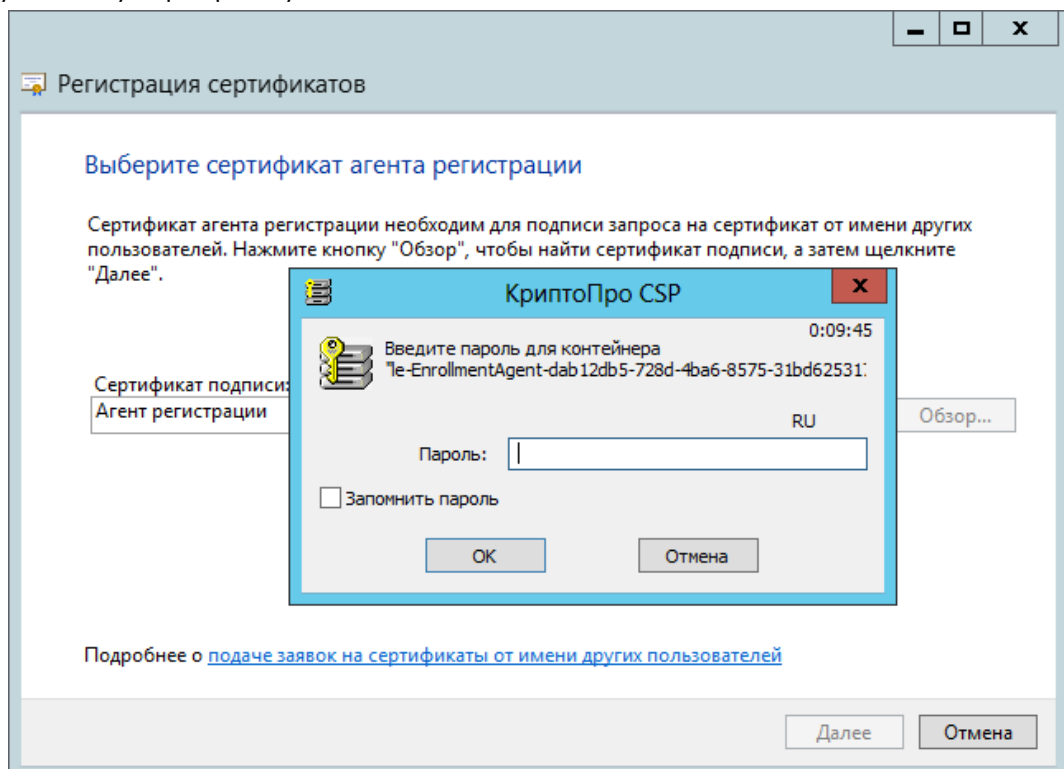 Регистрация сертификатов
Выберите сертификат агента регистрации
Сертификат агента регистрации необходим для подписи запроса на сертификат от имени других
пользователей. Нажмите кнопку "Обзор", чтобы найти сертификат подписи, а затем щелкните
"Далее".
КриптоПро CSP
0:09:45
Введите пароль для контейнера
"le-EnrollmentAgent-dab12db5-728d-4ba6-8575-31bd62531
Сертификат подписи:
Агент регистрации
RU
Обзор...
Пароль:
Запомнить пароль
OK
Отмена
Подробнее о подаче заявок на сертификаты от имени других пользователей
Далее
Отмена